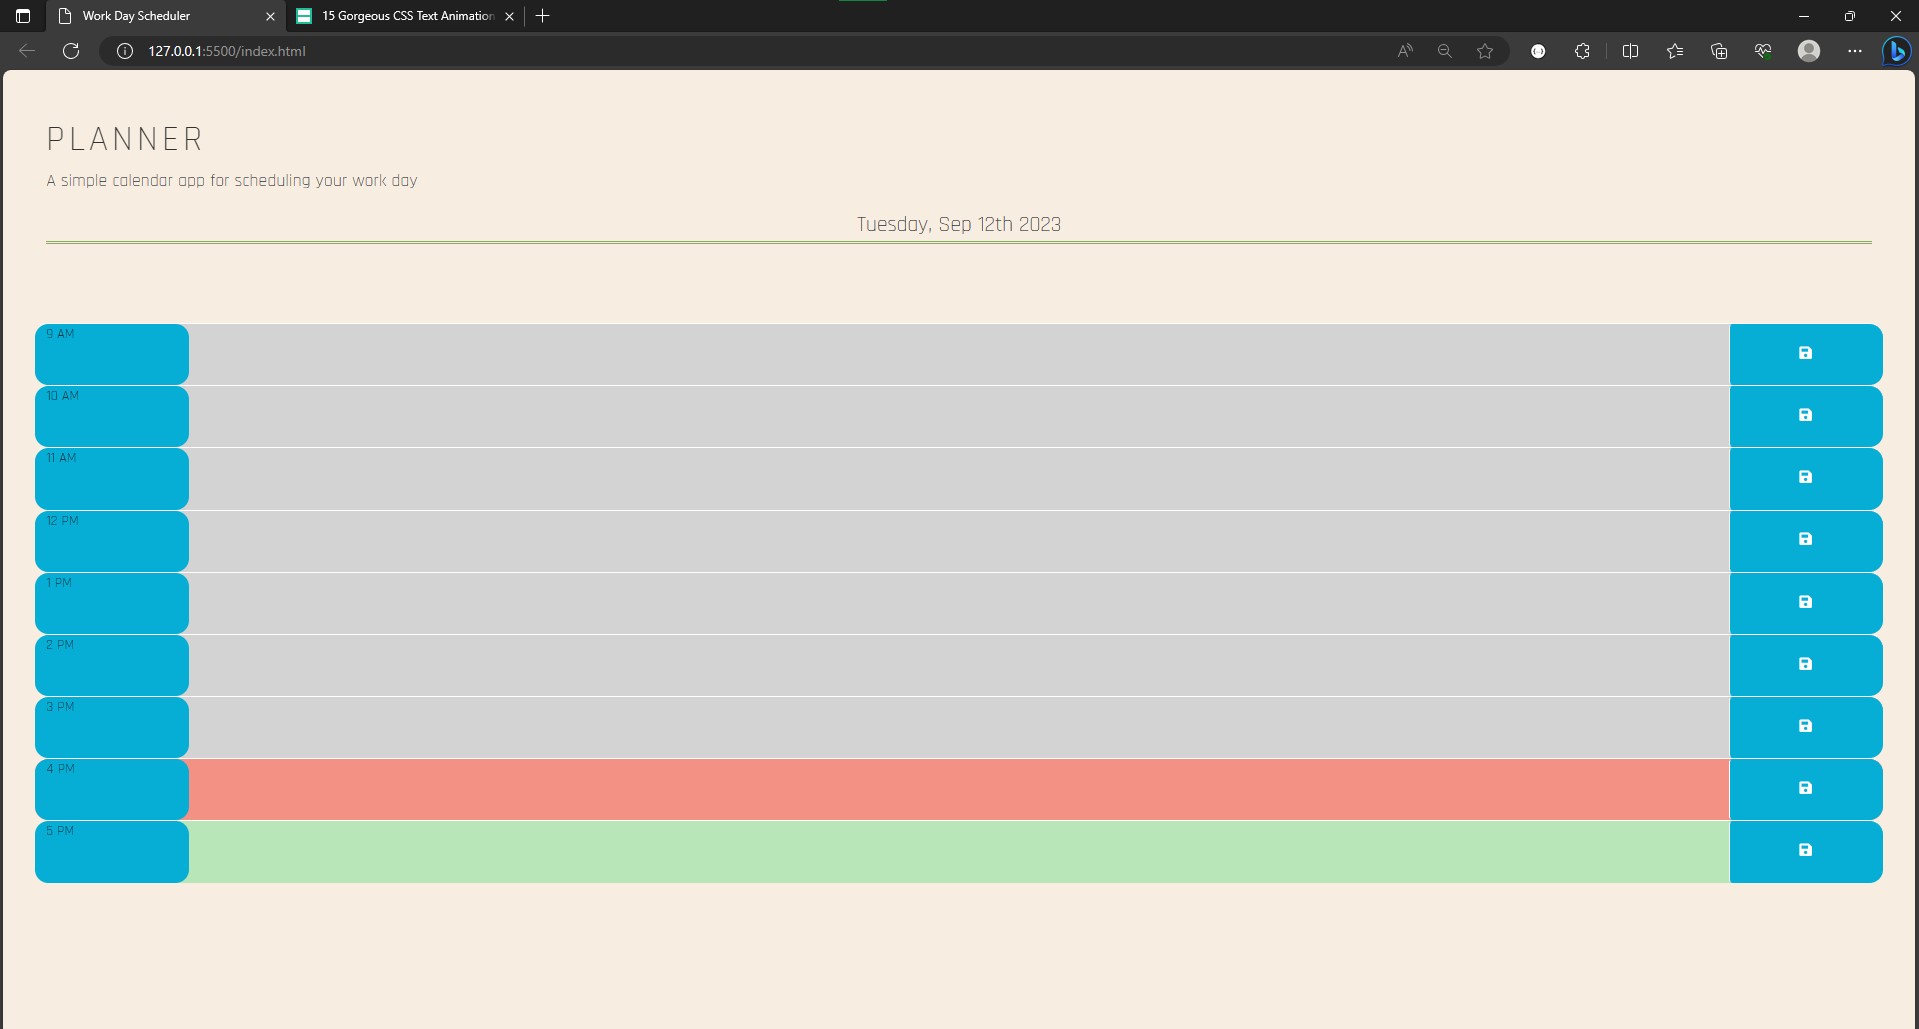 Work Day Scheduler
15 Gorgeous CSS Text Animation
127.0.0.1:5500/index.html
PLANNER
A simple calendar app for scheduling your work day
Tuesday, Sep 12th 2023
9 AM
10 AM
11 AM
12 PM
1 PM
2 PM
3 PM
4 PM
5 PM